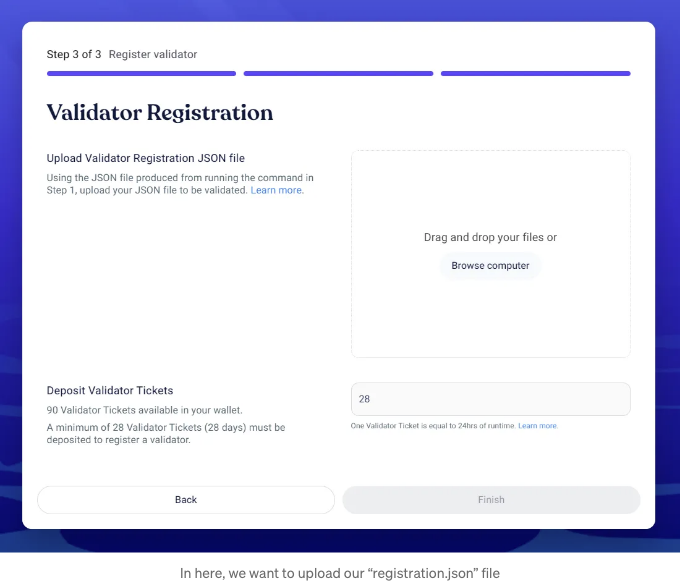 Step 3 of 3 Register validator
Validator Registration
Upload Validator Registration JSON file
Using the JSON file produced from running the command in
Step 1, upload your JSON file to be validated. Learn more.
Drag and drop your files or
Browse computer
Deposit Validator Tickets
90 Validator Tickets available in your wallet.
A minimum of 28 Validator Tickets (28 days) must be
deposited to register a validator.
28
One Validator Ticket is equal to 24hrs of runtime. Learn more.
Back
Finish
In here, we want to upload our “registration.json” file